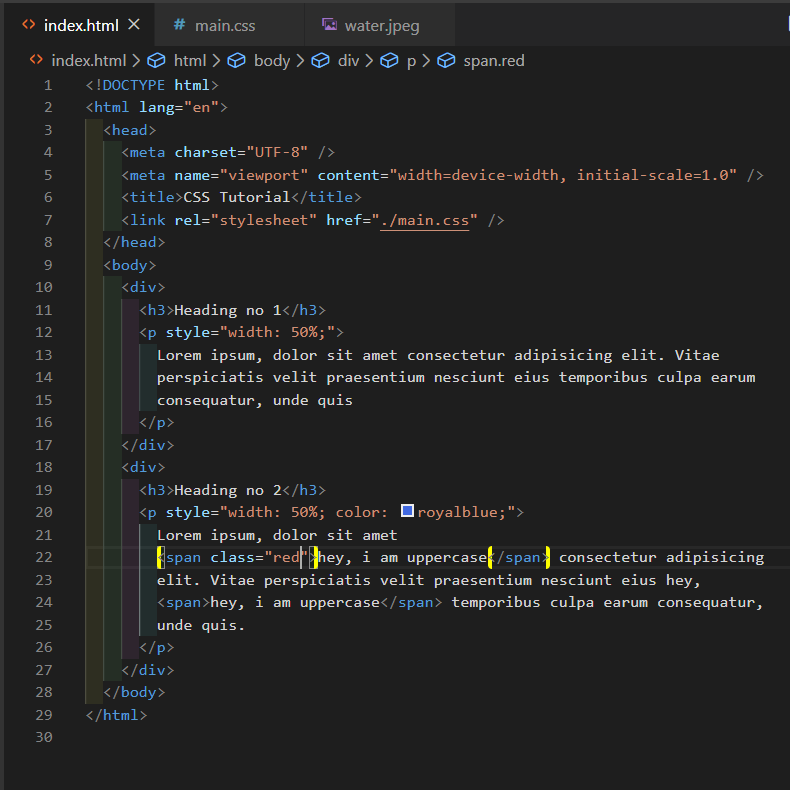 index.html
main.css
water.jpeg
index.html > html > body > div > p > span.red
1 <!DOCTYPE html>
2 <html lang="en">
3 <head>
4 <meta charset="UTF-8" />
5 <meta name="viewport" content="width=device-width, initial-scale=1.0" />
6 <title>CSS Tutorial</title>
7 <link rel="stylesheet" href="./main.css" />
8 </head>
9 <body>
10 <div>
11 <h3>Heading no 1</h3>
12 <p style="width: 50%;">
13 Lorem ipsum, dolor sit amet consectetur adipisicing elit. Vitae
14 perspiciatis velit praesentium nesciunt eius temporibus culpa earum
15 consequatur, unde quis
16 </p>
17 </div>
18 <div>
19 <h3>Heading no 2</h3>
20 <p style="width: 50%; color: royalblue;">
21 Lorem ipsum, dolor sit amet
22 <span class="red">hey, i am uppercase</span> consectetur adipisicing
23 elit. Vitae perspiciatis velit praesentium nesciunt eius hey,
24 <span>hey, i am uppercase</span> temporibus culpa earum consequatur,
25 unde quis.
26 </p>
27 </div>
28 </body>
29 </html>
30